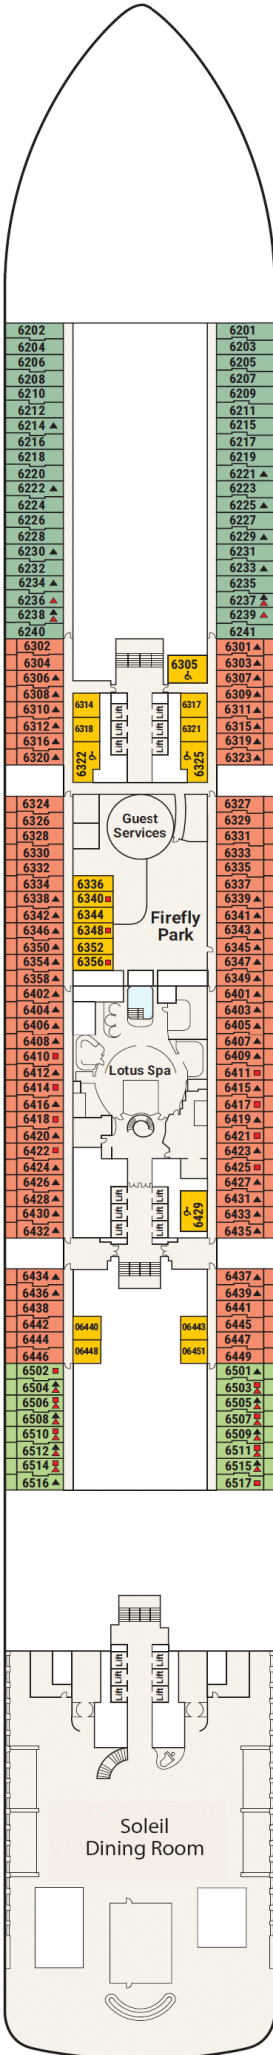 6202 6201
6204 6203
6206 6205
6208 6207
6210 6209
6212 6211
6214 6215
6216 6217
6218 6219
6220 6221
6222 6223
6224 6225
6226 6227
6228 6229
6230 6231
6232 6233
6234 6235
6236 6237
6238 6239
6240 6241
6302 6301
6304 6305 6303
6306 6307
6308 6309
6310 6314 Lift Lift 6317 6311
6312 6318 Lift Lift 6321 6315
6316 Lift Lift 6319
6320 6322 6325 6323
6324 6327
6326 Guest 6329
6328 Services 6331
6330 6333
6332 6335
6334 6336 6337
6338 6340 6339
6342 6344 Firefly 6341
6346 6348 Park 6343
6350 6352 6345
6354 6356 6347
6358 6349
6402 6401
6404 6403
6406 6405
6408 6407
6410 6409
6412 Lotus Spa 6411
6414 6415
6416 6417
6418 6419
6420 6421
6422 6423
6424 6425
6426 Lift Lift 6427
6428 Lift Lift 6429 6431
6430 Lift Lift 6433
6432 6435
6434 6437
6436 6439
6438 6441
6442 06440 06443 6445
6444 6447
6446 06448 06451 6449
6502 6501
6504 6503
6506 6505
6508 6507
6510 6509
6512 6511
6514 6515
6516 6517
Lift Lift
Lift Lift
Lift Lift
Soleil
Dining Room